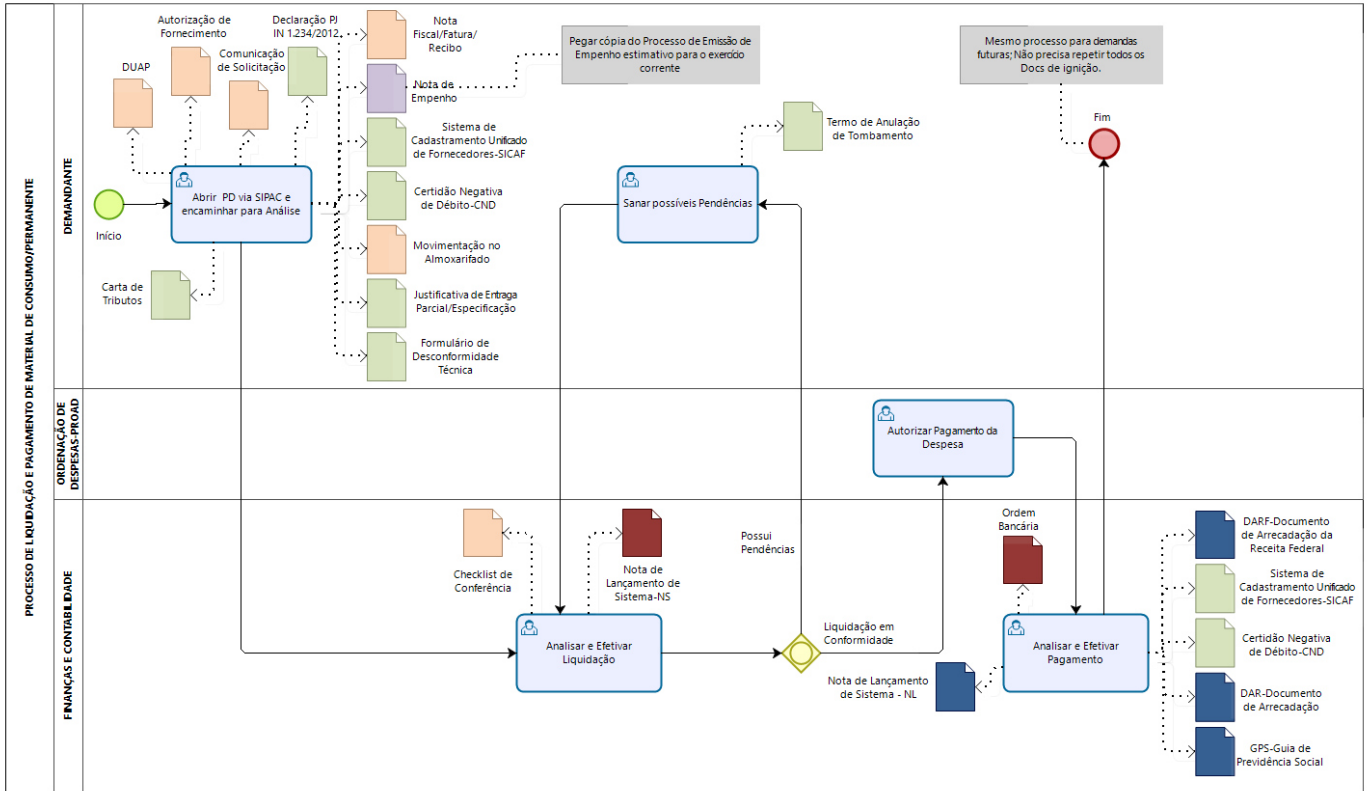 PROCESSO DE LIQUIDAÇÃO E PAGAMENTO DE MATERIAL DE CONSUMO/PERMANENTE
DEMANDANTE
DUAP
Autorização de
Fornecimento
Comunicação
de Solicitação
Declaração PJ
IN 1.234/2012
Nota
Fiscal/Fatura/
Recibo
Nota de
Empenho
Sistema de
Cadastramento Unificado
de Fornecedores-SICAF
Certidão Negativa
de Débito-CND
Movimentação no
Almoxarifado
Justificativa de Entraga
Parcial/Especificação
Formulário de
Desconformidade
Técnica
Início
Abrir PD via SIPAC e
encaminhar para Análise
Carta de
Tributos
Pegar cópia do Processo de Emissão de
Empenho estimativo para o exercício
corrente
Mesmo processo para demandas
futuras; Não precisa repetir todos os
Docs de ignição.
Termo de Anulação
de Tombamento
Sanar possíveis Pendências
Fim
ORDENAÇÃO DE
DESPESAS-PROAD
Autorizar Pagamento da
Despesa
FINANÇAS E CONTABILIDADE
Checklist de
Conferência
Nota de
Lançamento de
Sistema-NS
Analisar e Efetivar
Liquidação
Possui
Pendências
Liquidação em
Conformidade
Ordem
Bancária
Nota de Lançamento
de Sistema - NL
Analisar e Efetivar
Pagamento
DARF-Documento
de Arrecadação da
Receita Federal
Sistema de
Cadastramento Unificado
de Fornecedores-SICAF
Certidão Negativa
de Débito-CND
DAR-Documento
de Arrecadação
GPS-Guia de
Previdência Social